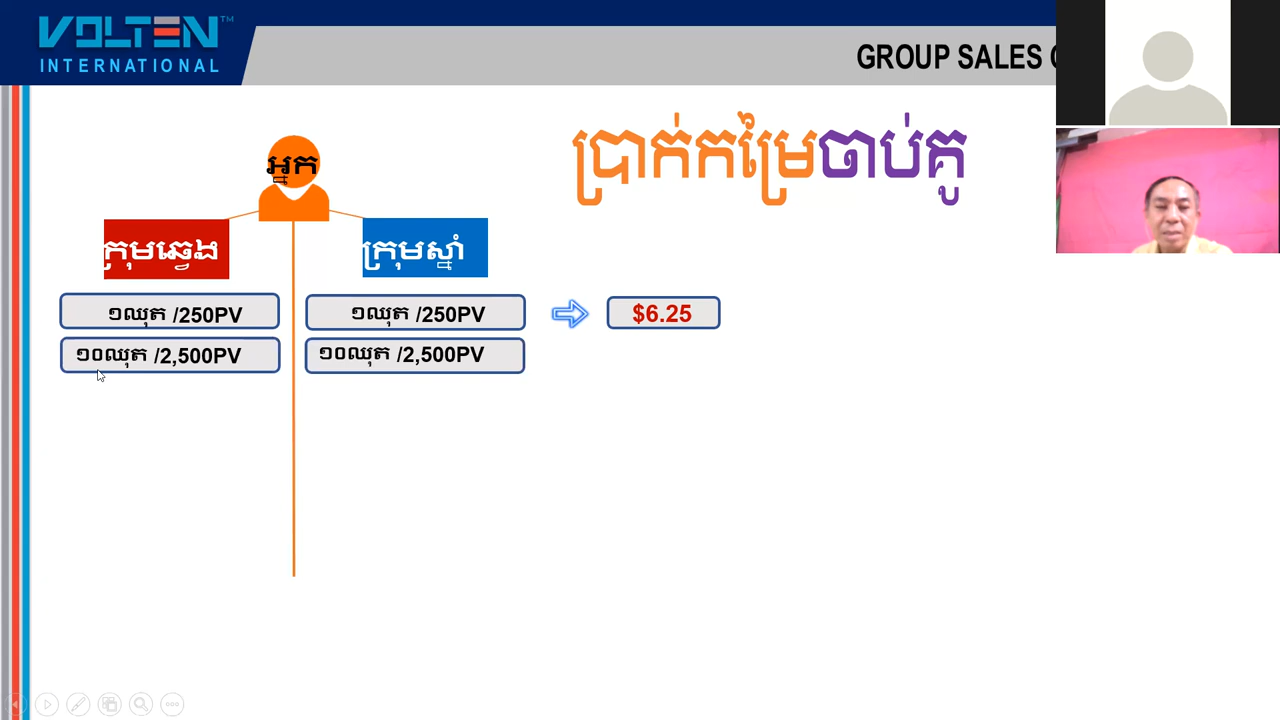 VOLTEN™
INTERNATIONAL
GROUP SALES
ប្រាក់កម្រៃចាប់គូ
អ្នក
ក្រុមឆ្វេង
ក្រុមស្តាំ
១ឈុត /250PV
១ឈុត /250PV
$6.25
១០ឈុត /2,500PV
១០ឈុត /2,500PV